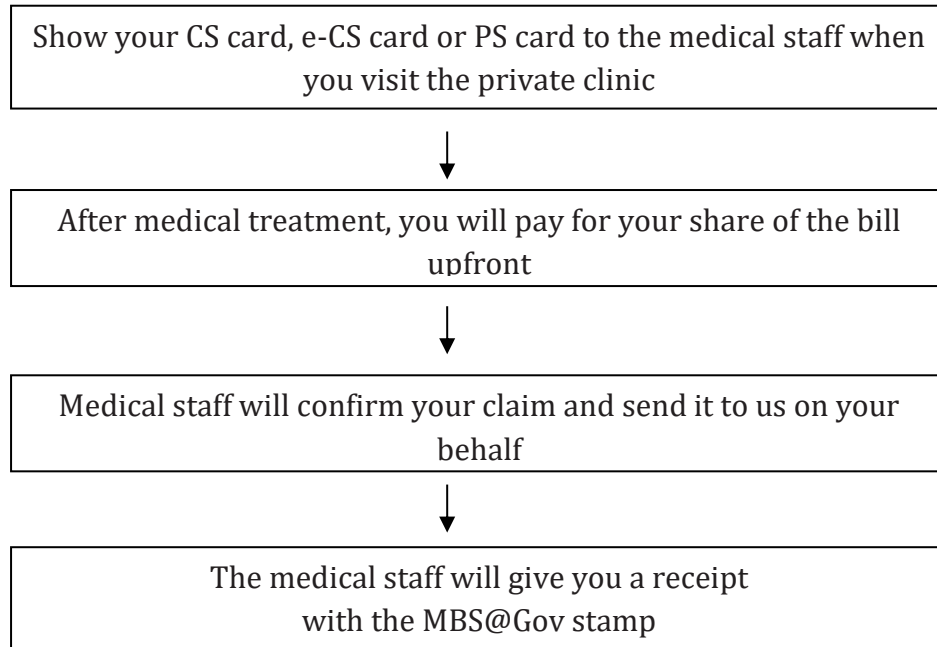 Show your CS card, e-CS card or PS card to the medical staff when
you visit the private clinic
After medical treatment, you will pay for your share of the bill
upfront
Medical staff will confirm your claim and send it to us on your
behalf
The medical staff will give you a receipt
with the MBS@Gov stamp